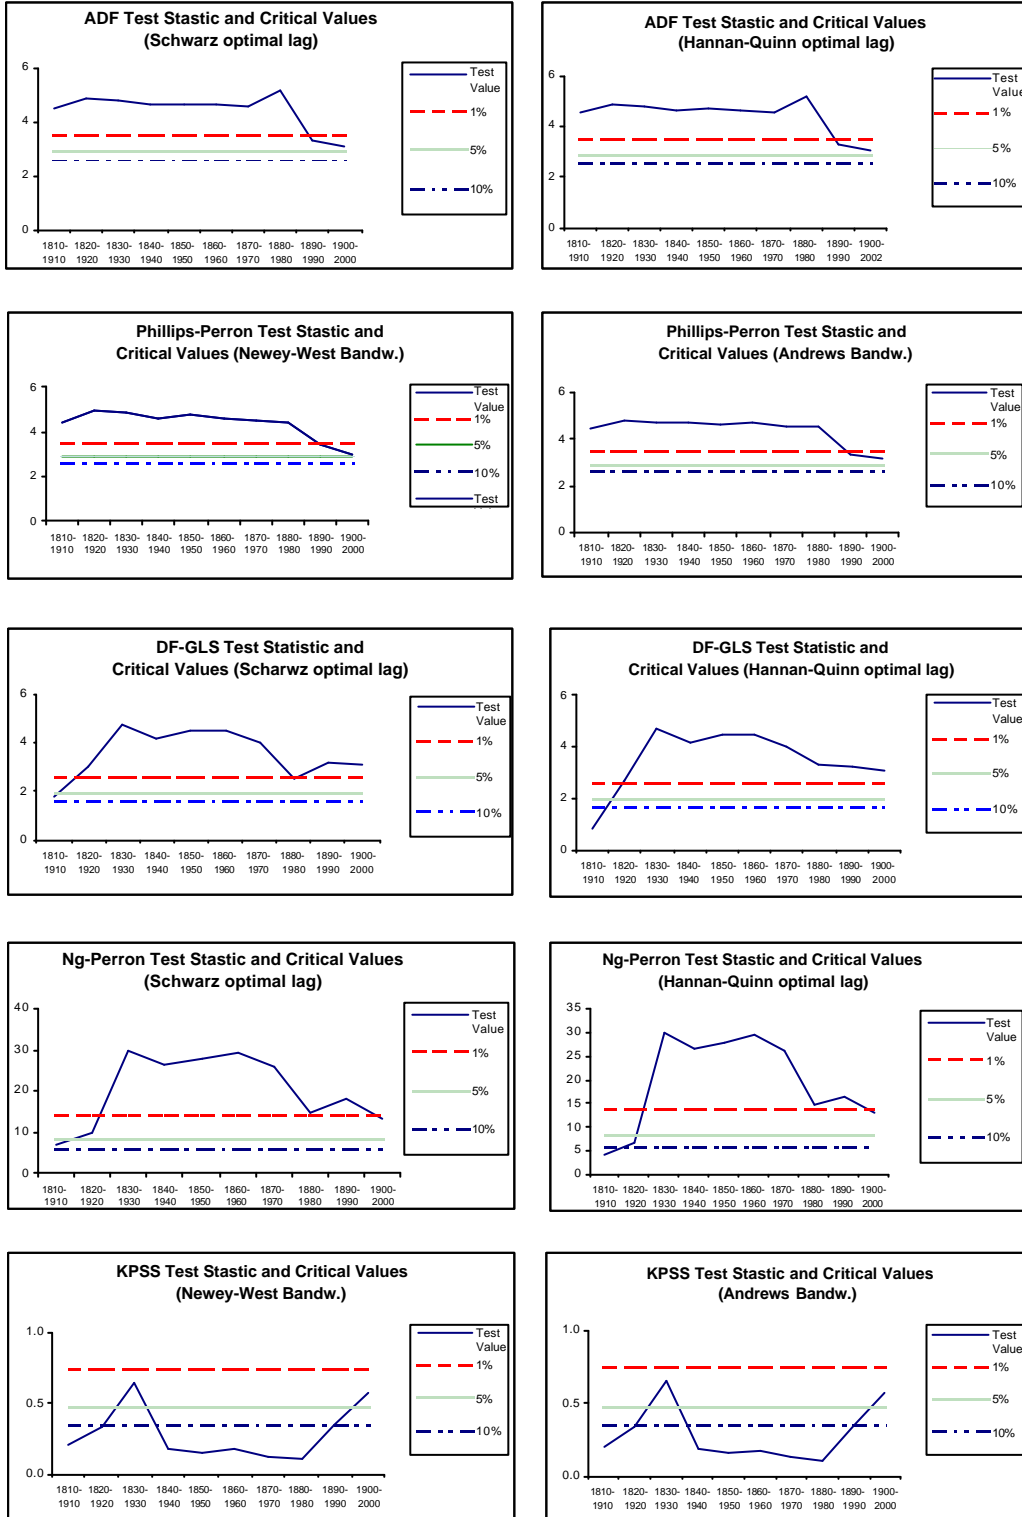 ADF Test Stastic and Critical Values
(Schwarz optimal lag)
6
4
2
0
1810- 1820- 1830- 1840- 1850- 1860- 1870- 1880- 1890- 1900-
1910 1920 1930 1940 1950 1960 1970 1980 1990 2000
Test
Value
1%
5%
10%
ADF Test Stastic and Critical Values
(Hannan-Quinn optimal lag)
6
4
2
0
1810- 1820- 1830- 1840- 1850- 1860- 1870- 1880- 1890- 1900-
1910 1920 1930 1940 1950 1960 1970 1980 1990 2002
Test
Value
1%
5%
10%
Phillips-Perron Test Stastic and
Critical Values (Newey-West Bandw.)
6
4
2
0
1810- 1820- 1830- 1840- 1850- 1860- 1870- 1880- 1890- 1900-
1910 1920 1930 1940 1950 1960 1970 1980 1990 2000
Test
Value
1%
5%
10%
Test
Phillips-Perron Test Stastic and
Critical Values (Andrews Bandw.)
6
4
2
0
1810- 1820- 1830- 1840- 1850- 1860- 1870- 1880- 1890- 1900-
1910 1920 1930 1940 1950 1960 1970 1980 1990 2000
Test
Value
1%
5%
10%
DF-GLS Test Statistic and
Critical Values (Scharwz optimal lag)
6
4
2
0
1810- 1820- 1830- 1840- 1850- 1860- 1870- 1880- 1890- 1900-
1910 1920 1930 1940 1950 1960 1970 1980 1990 2000
Test
Value
1%
5%
10%
DF-GLS Test Statistic and
Critical Values (Hannan-Quinn optimal lag)
6
4
2
0
1810- 1820- 1830- 1840- 1850- 1860- 1870- 1880- 1890- 1900-
1910 1920 1930 1940 1950 1960 1970 1980 1990 2000
Test
Value
1%
5%
10%
Ng-Perron Test Stastic and Critical Values
(Schwarz optimal lag)
40
30
20
10
0
1810- 1820- 1830- 1840- 1850- 1860- 1870- 1880- 1890- 1900-
1910 1920 1930 1940 1950 1960 1970 1980 1990 2000
Test
Value
1%
5%
10%
Ng-Perron Test Stastic and Critical Values
(Hannan-Quinn optimal lag)
35
30
25
20
15
10
5
0
1810- 1820- 1830- 1840- 1850- 1860- 1870- 1880- 1890- 1900-
1910 1920 1930 1940 1950 1960 1970 1980 1990 2000
Test
Value
1%
5%
10%
KPSS Test Stastic and Critical Values
(Newey-West Bandw.)
1.0
0.5
0.0
1810- 1820- 1830- 1840- 1850- 1860- 1870- 1880- 1890- 1900-
1910 1920 1930 1940 1950 1960 1970 1980 1990 2000
Test
Value
1%
5%
10%
KPSS Test Stastic and Critical Values
(Andrews Bandw.)
1.0
0.5
0.0
1810- 1820- 1830- 1840- 1850- 1860- 1870- 1880- 1890- 1900-
1910 1920 1930 1940 1950 1960 1970 1980 1990 2000
Test
Value
1%
5%
10%